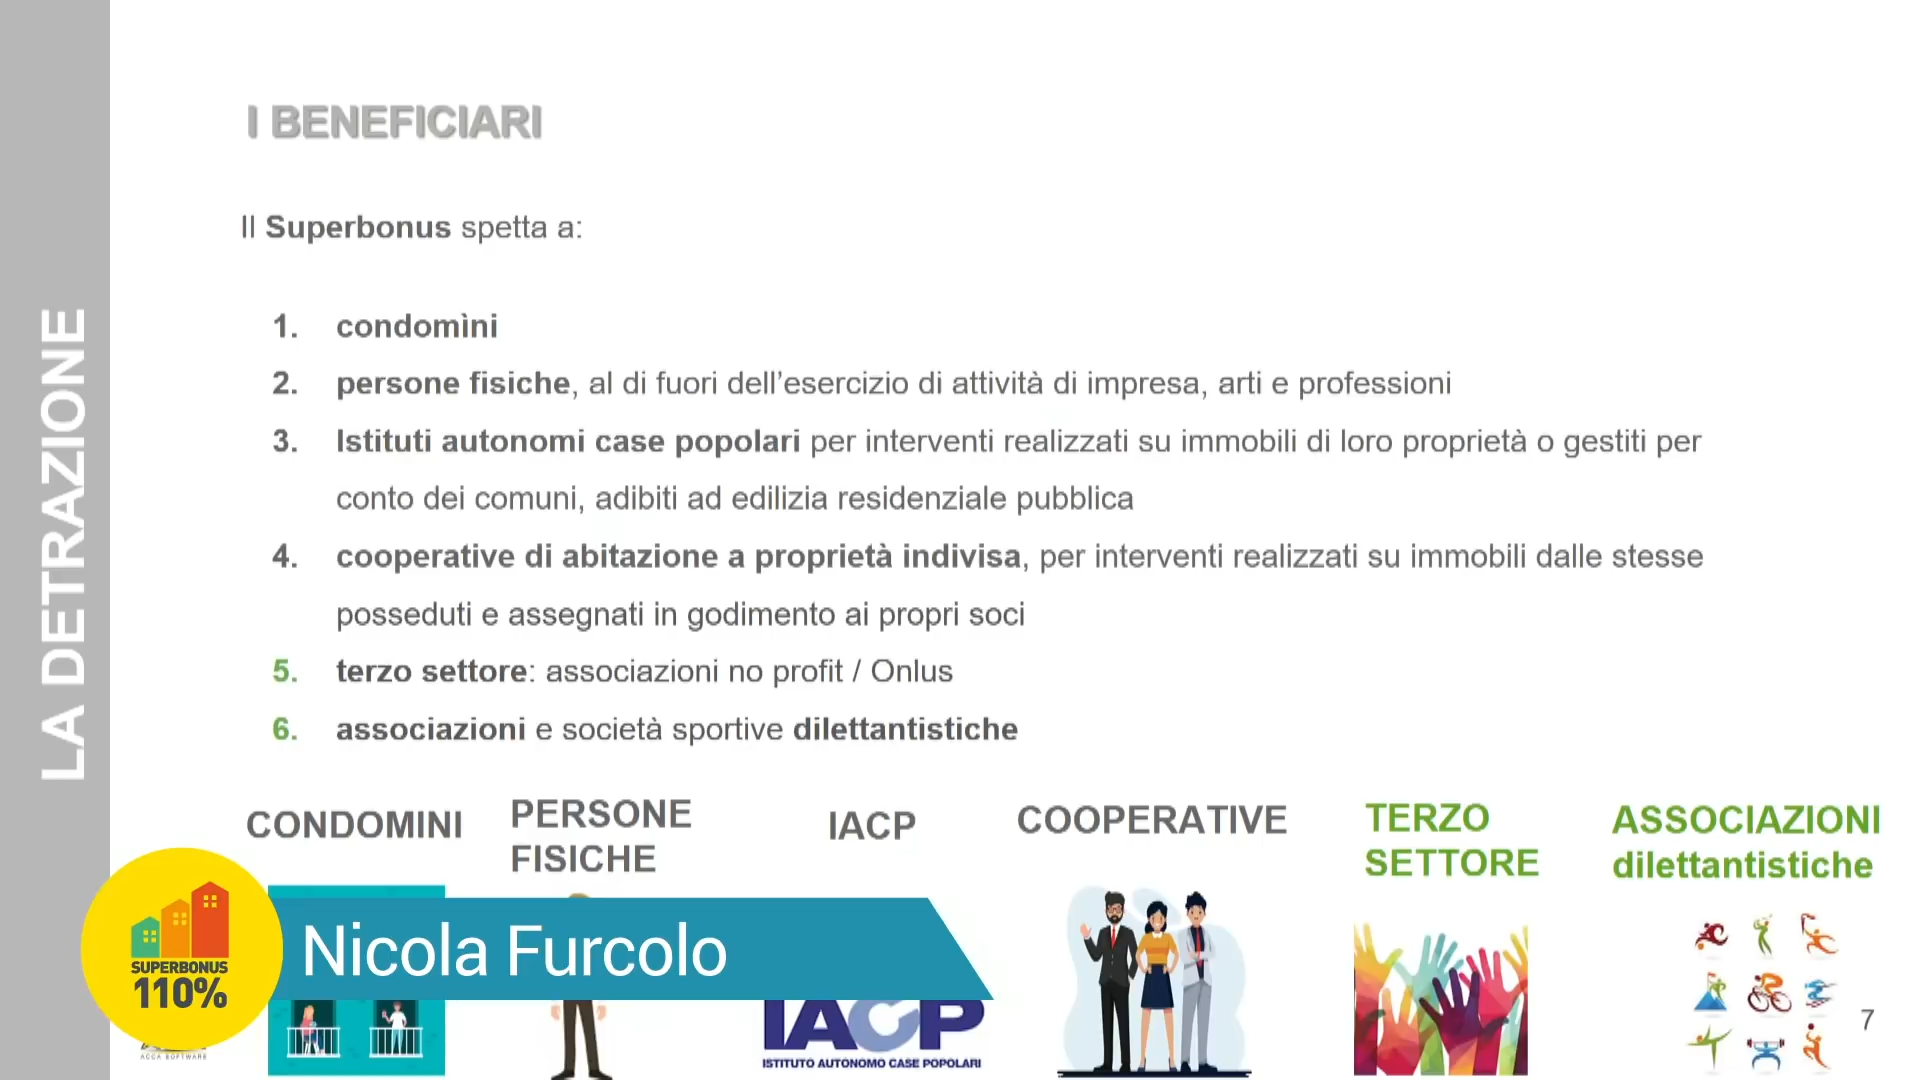 LA DETRAZIONE
I BENEFICIARI
Il Superbonus spetta a:
1. condomìni
2. persone fisiche, al di fuori dell'esercizio di attività di impresa, arti e professioni
3. Istituti autonomi case popolari per interventi realizzati su immobili di loro proprietà o gestiti per
conto dei comuni, adibiti ad edilizia residenziale pubblica
4. cooperative di abitazione a proprietà indivisa, per interventi realizzati su immobili dalle stesse
posseduti e assegnati in godimento ai propri soci
5. terzo settore: associazioni no profit / Onlus
6. associazioni e società sportive dilettantistiche
CONDOMINI
PERSONE
FISICHE
IACP
COOPERATIVE
TERZO
SETTORE
ASSOCIAZIONI
dilettantistiche
SUPERBONUS
110%
Nicola Furcolo
ACCA SOFTWARE
IACP
ISTITUTO AUTONOMO CASE POPOLARI
7